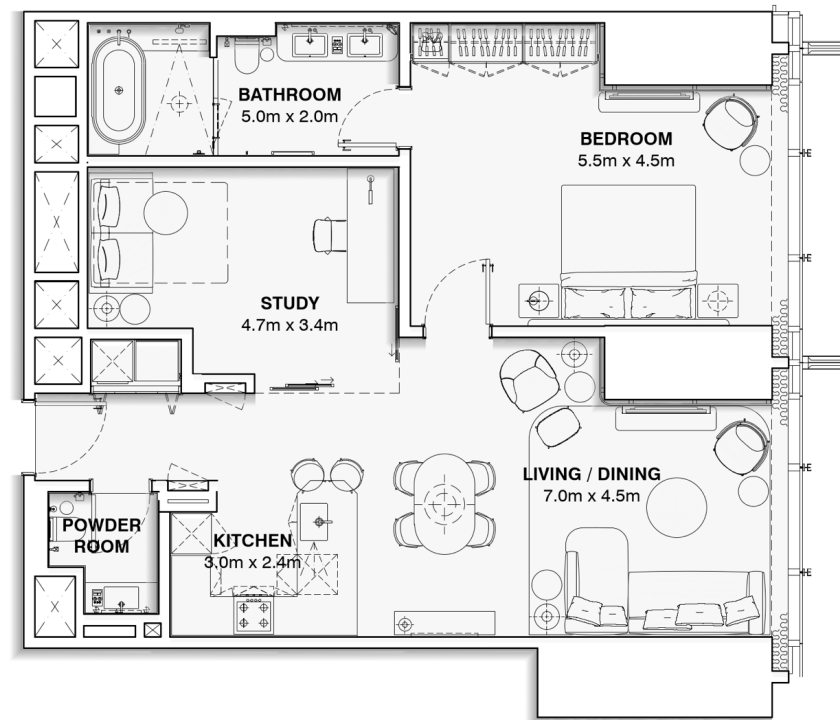 BATHROOM
5.0m x 2.0m
BEDROOM
5.5m x 4.5m
STUDY
4.7m x 3.4m
LIVING / DINING
7.0m x 4.5m
POWDER
ROOM
KITCHEN
3.0m x 2.4m